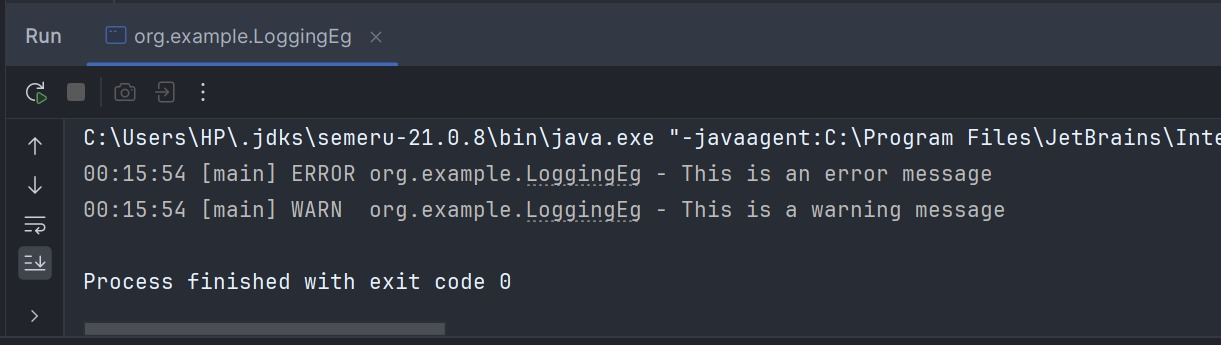 Run org.example.LoggingEg
C:\Users\HP\.jdks\semeru-21.0.8\bin\java.exe "-javaagent:C:\Program Files\JetBrains\Inte
00:15:54 [main] ERROR org.example.LoggingEg - This is an error message
00:15:54 [main] WARN  org.example.LoggingEg - This is a warning message
Process finished with exit code 0